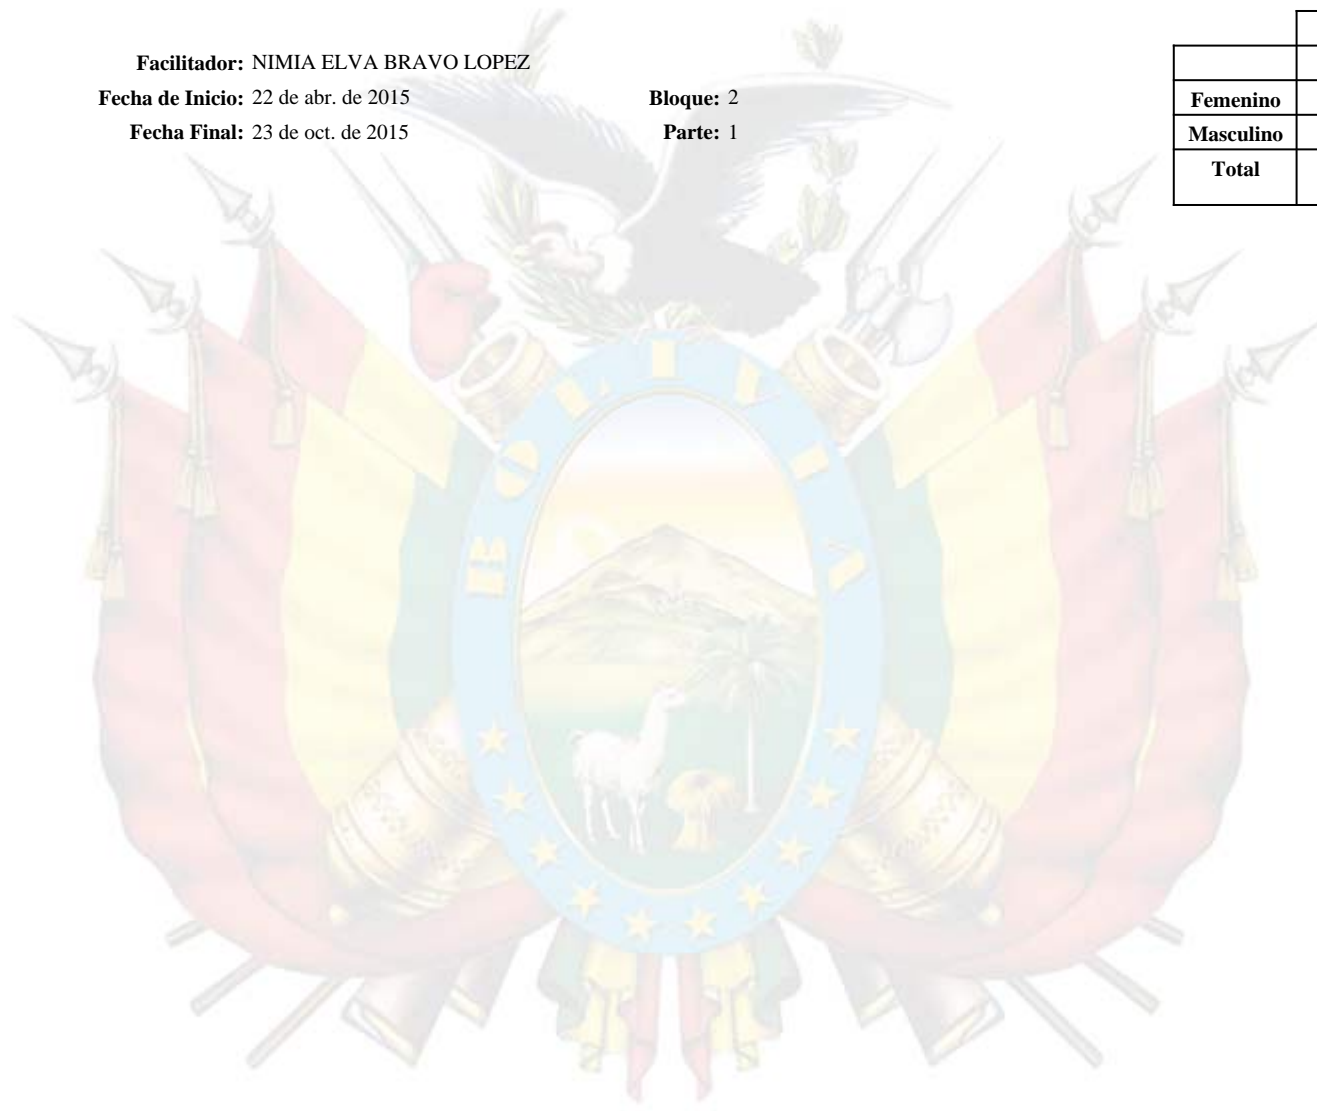 Facilitador: NIMIA ELVA BRAVO LOPEZ
Fecha de Inicio: 22 de abr. de 2015 Bloque: 2
Fecha Final: 23 de oct. de 2015 Parte: 1
Femenino
Masculino
Total
BOLIVIA